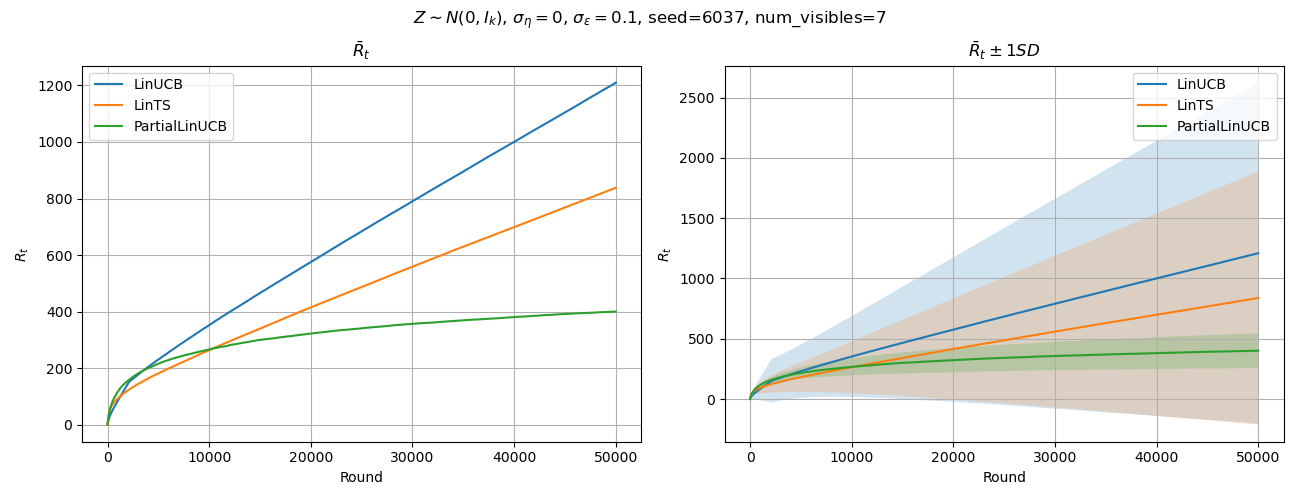 Z ∼ N(0, I_k), σ_η = 0, σ_ε = 0.1, seed=6037, num_visibles=7
R̄_t
1200
1000
800
600
400
200
0
R_t
LinUCB
LinTS
PartialLinUCB
0 10000 20000 30000 40000 50000
Round
R̄_t ± 1SD
2500
2000
1500
1000
500
0
R_t
LinUCB
LinTS
PartialLinUCB
0 10000 20000 30000 40000 50000
Round